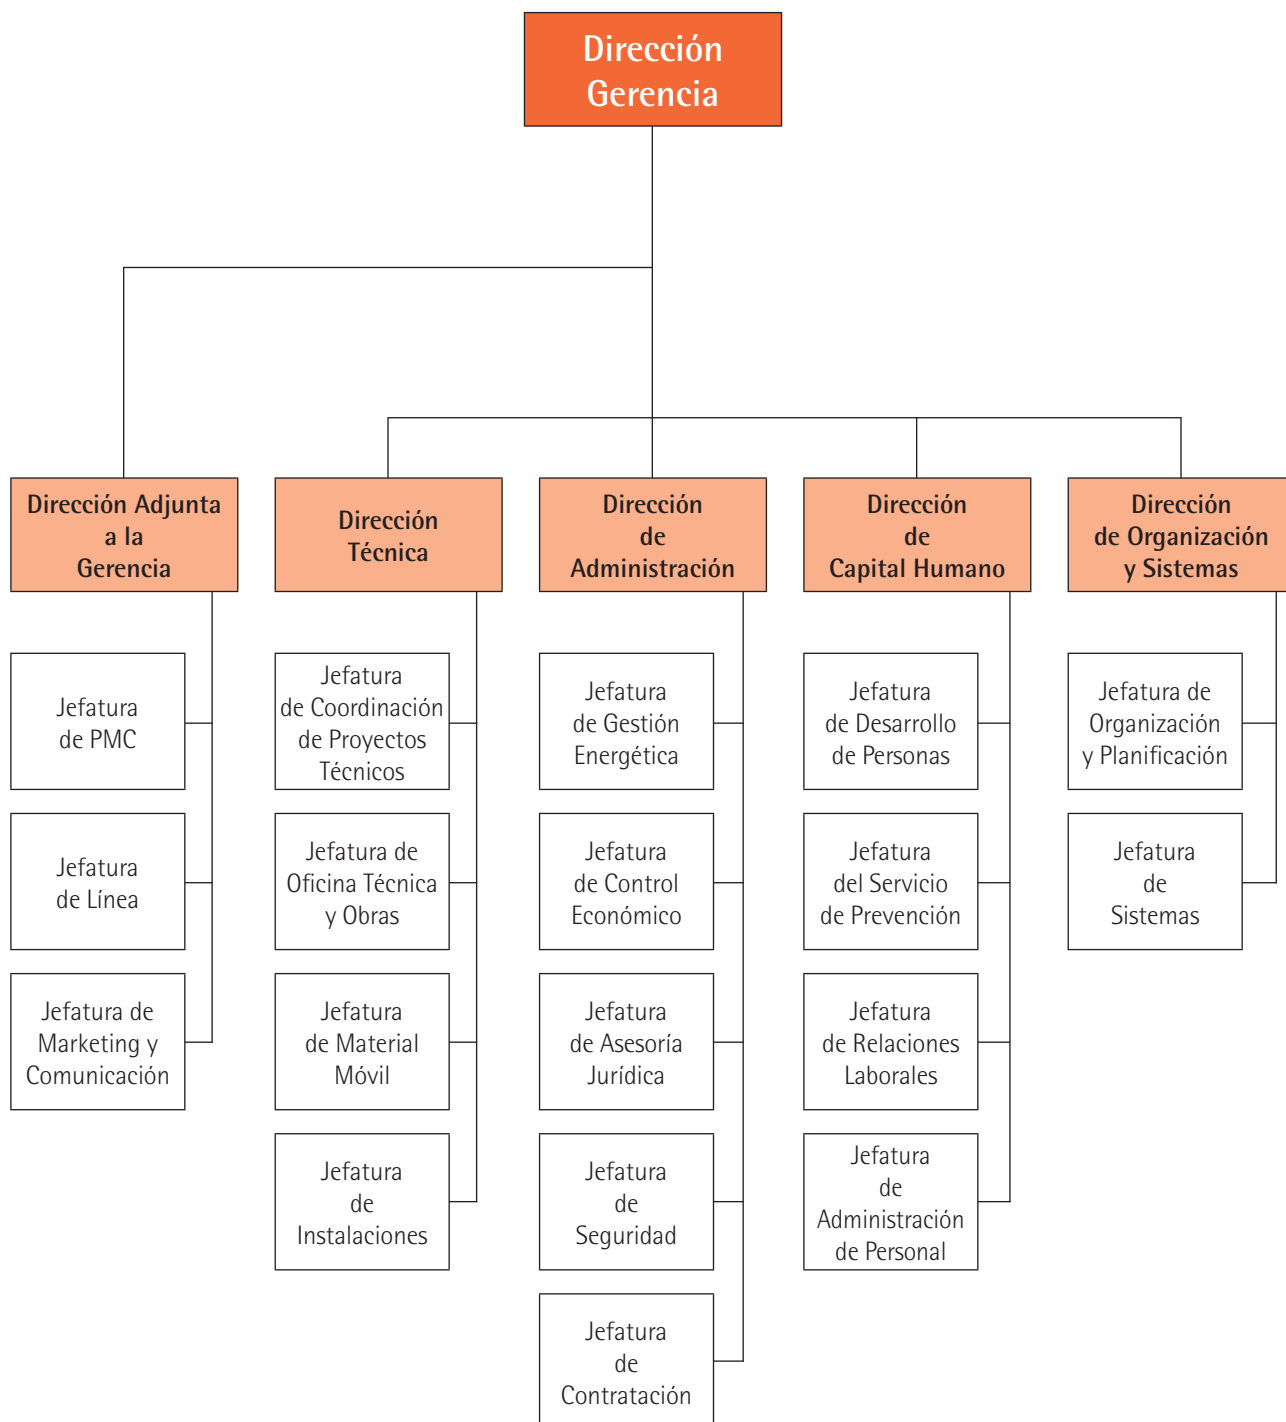 Dirección
Gerencia
Dirección Adjunta
a la
Gerencia
Dirección
Técnica
Dirección
de
Administración
Dirección
de
Capital Humano
Dirección
de Organización
y Sistemas
Jefatura
de PMC
Jefatura
de Línea
Jefatura de
Marketing y
Comunicación
Jefatura
de Coordinación
de Proyectos
Técnicos
Jefatura de
Oficina Técnica
y Obras
Jefatura
de Material
Móvil
Jefatura
de
Instalaciones
Jefatura
de Gestión
Energética
Jefatura
de Control
Económico
Jefatura
de Asesoría
Jurídica
Jefatura
de
Seguridad
Jefatura
de
Contratación
Jefatura
de Desarrollo
de Personas
Jefatura
del Servicio
de Prevención
Jefatura
de Relaciones
Laborales
Jefatura
de
Administración
de Personal
Jefatura de
Organización
y Planificación
Jefatura
de
Sistemas